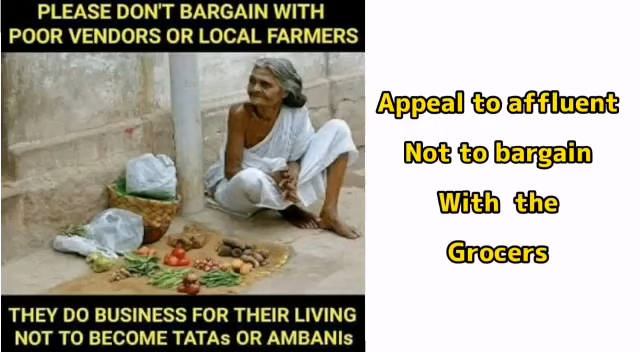 PLEASE DON'T BARGAIN WITH
POOR VENDORS OR LOCAL FARMERS
THEY DO BUSINESS FOR THEIR LIVING
NOT TO BECOME TATAs OR AMBANIs
Appeal to affluent
Not to bargain
With the
Grocers